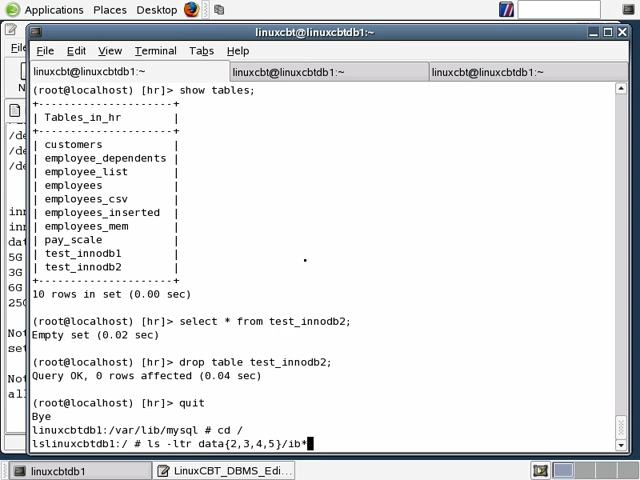 Applications Places Desktop
linuxcbt@linuxcbtdb1:~
File Edit View Terminal Tabs Help
linuxcbt@linuxcbtdb1:~ linuxcbt@linuxcbtdb1:~ linuxcbt@linuxcbtdb1:~
(root@localhost) [hr]> show tables;
+----------------------+
| Tables_in_hr |
+----------------------+
| customers |
| employee_dependents |
| employee_list |
| employees |
| employees_csv |
| employees_inserted |
| employees_mem |
| pay_scale |
| test_innodb1 |
| test_innodb2 |
+----------------------+
10 rows in set (0.00 sec)
(root@localhost) [hr]> select * from test_innodb2;
Empty set (0.02 sec)
(root@localhost) [hr]> drop table test_innodb2;
Query OK, 0 rows affected (0.04 sec)
(root@localhost) [hr]> quit
Bye
linuxcbtdb1:/var/lib/mysql # cd /
lslinuxcbtdb1:/ # ls -ltr data{2,3,4,5}/ib*
linuxcbtdb1 LinuxCBT_DBMS_Edi...